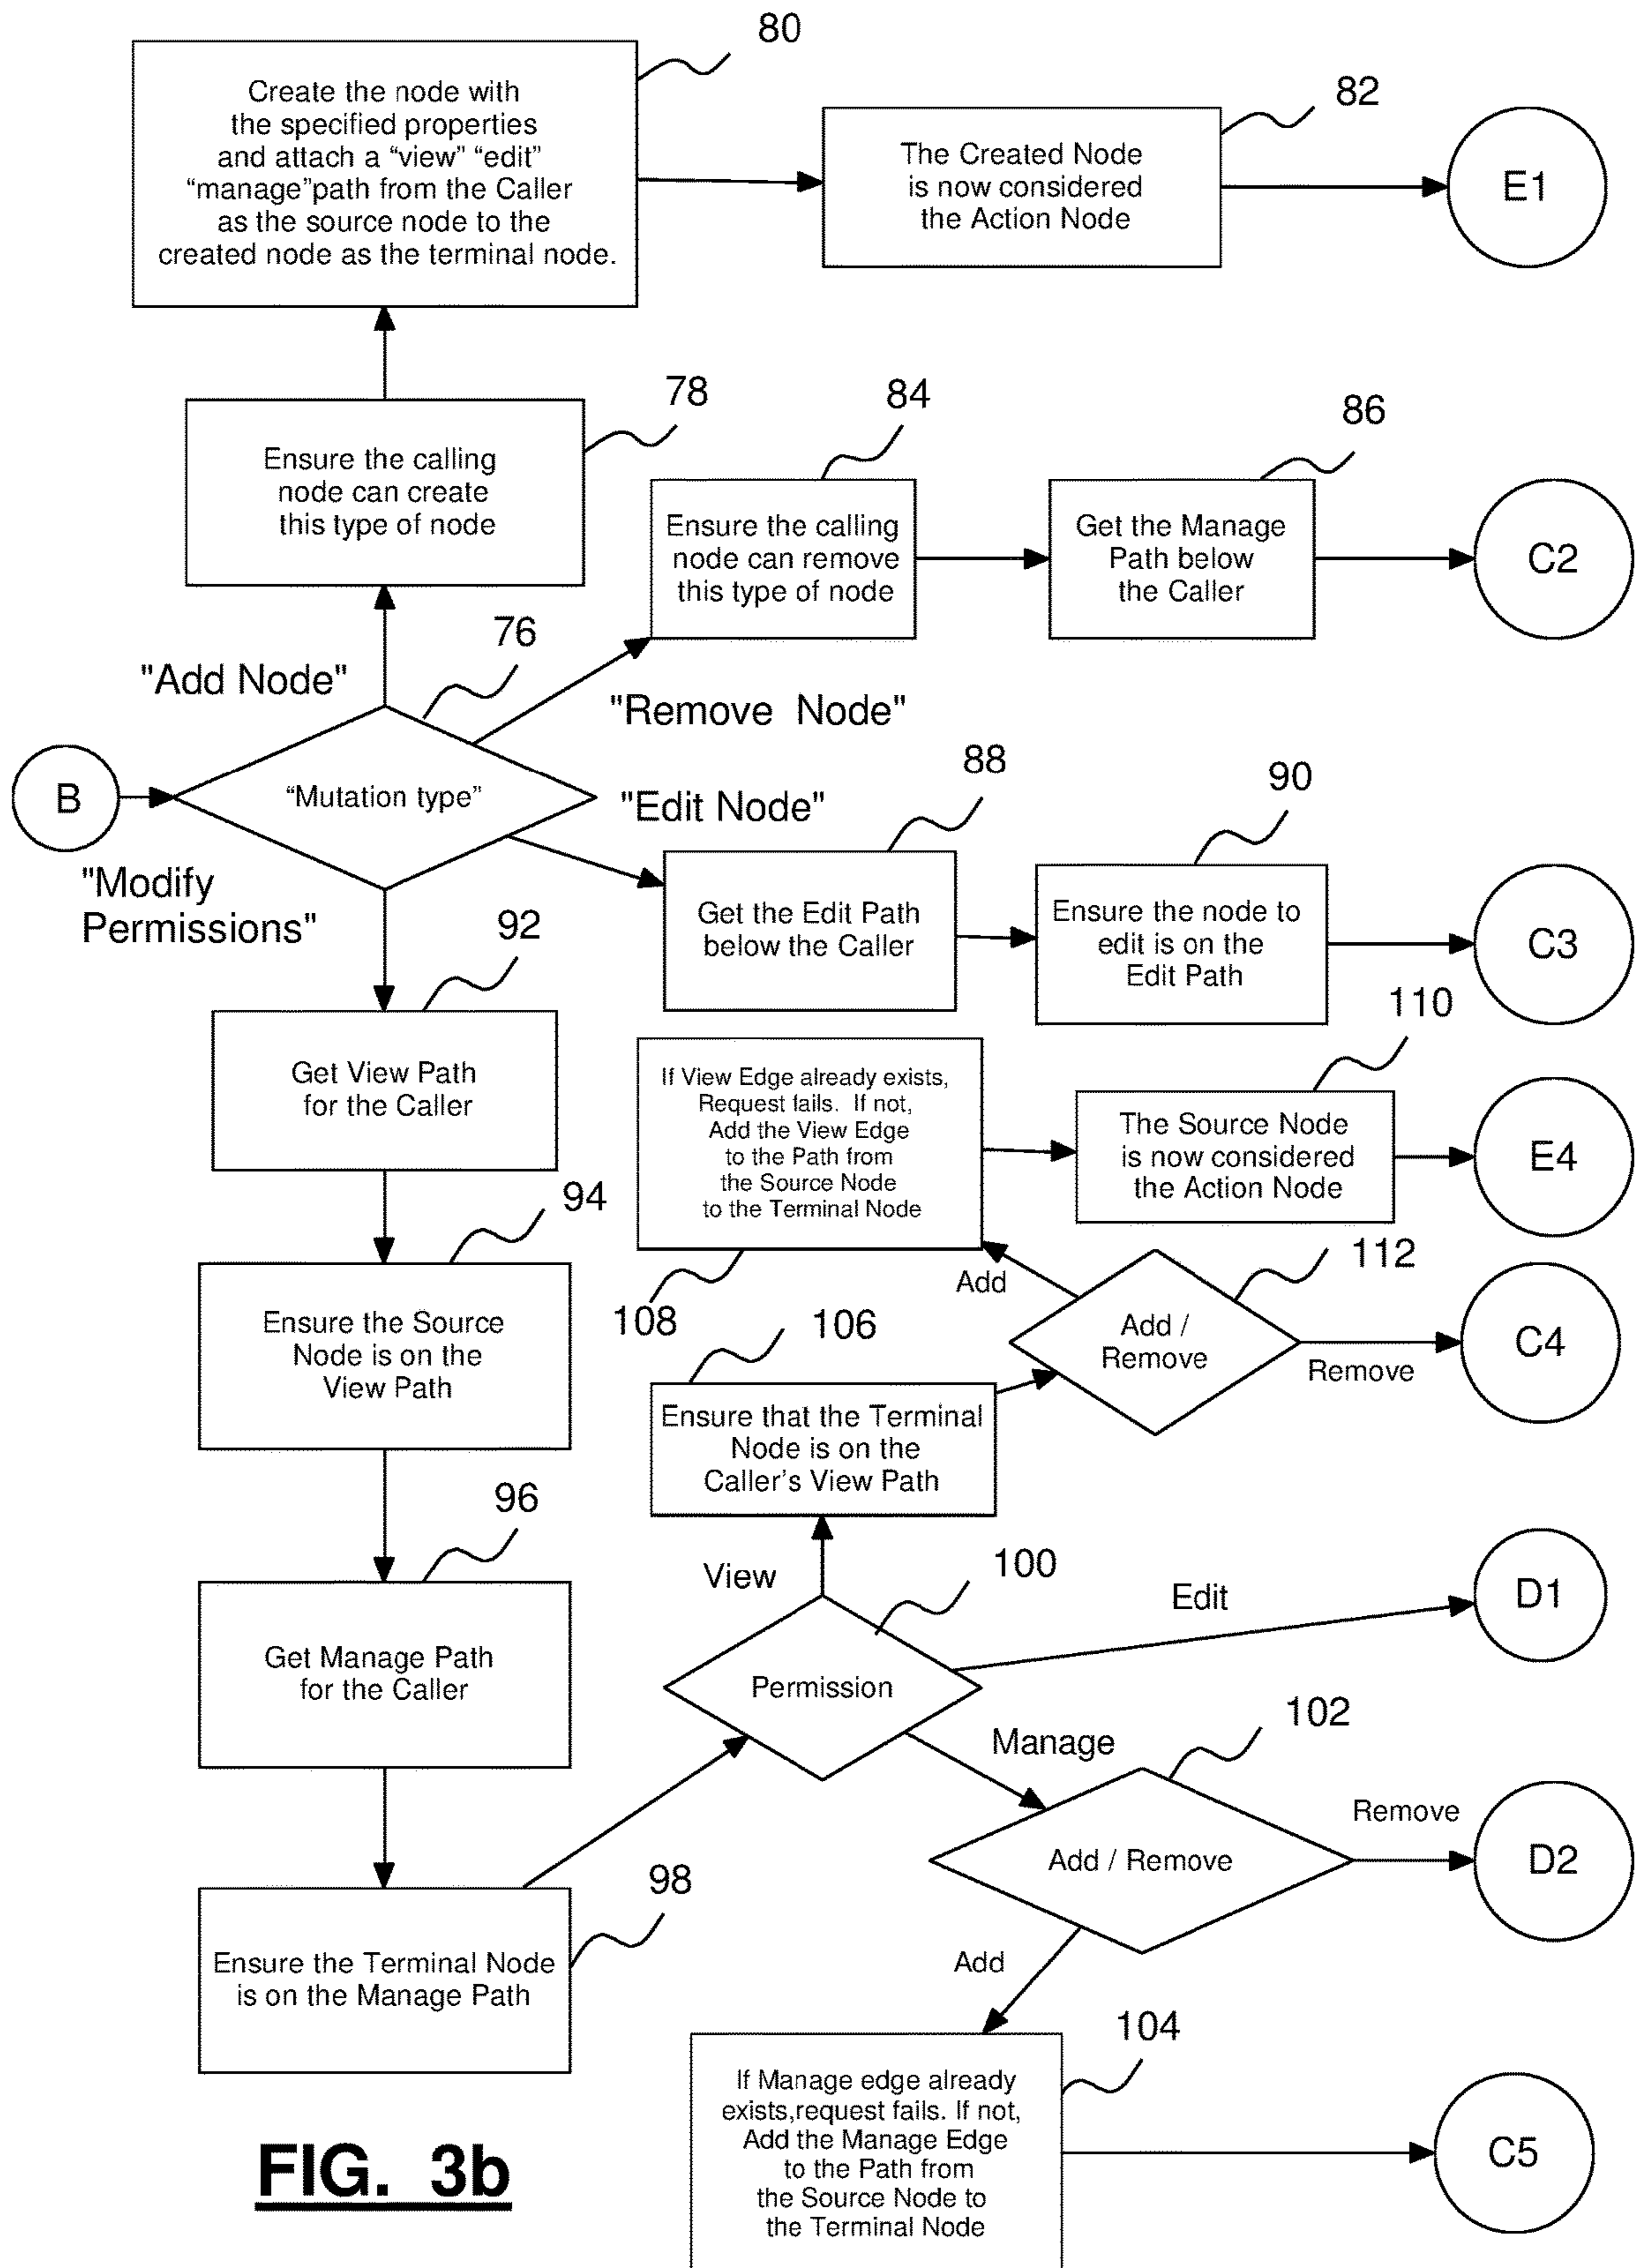 80
Create the node with
the specified properties
and attach a “view” “edit”
“manage”path from the Caller
as the source node to the
created node as the terminal node.
82
The Created Node
is now considered
the Action Node
E1
78
Ensure the calling
node can create
this type of node
84
Ensure the calling
node can remove
this type of node
86
Get the Manage
Path below
the Caller
C2
76
"Add Node"
"Remove Node"
B
“Mutation type”
"Edit Node"
"Modify
Permissions"
88
Get the Edit Path
below the Caller
90
Ensure the node to
edit is on the
Edit Path
C3
92
Get View Path
for the Caller
110
If View Edge already exists,
Request fails. If not,
Add the View Edge
to the Path from
the Source Node
to the Terminal Node
The Source Node
is now considered
the Action Node
E4
94
Ensure the Source
Node is on the
View Path
108
Add
112
Add /
Remove
Remove
C4
106
Ensure that the Terminal
Node is on the
Caller’s View Path
96
Get Manage Path
for the Caller
View
100
Permission
Edit
D1
Manage
102
Add / Remove
Remove
D2
98
Ensure the Terminal Node
is on the Manage Path
Add
104
If Manage edge already
exists,request fails. If not,
Add the Manage Edge
to the Path from
the Source Node to
the Terminal Node
C5
FIG. 3b